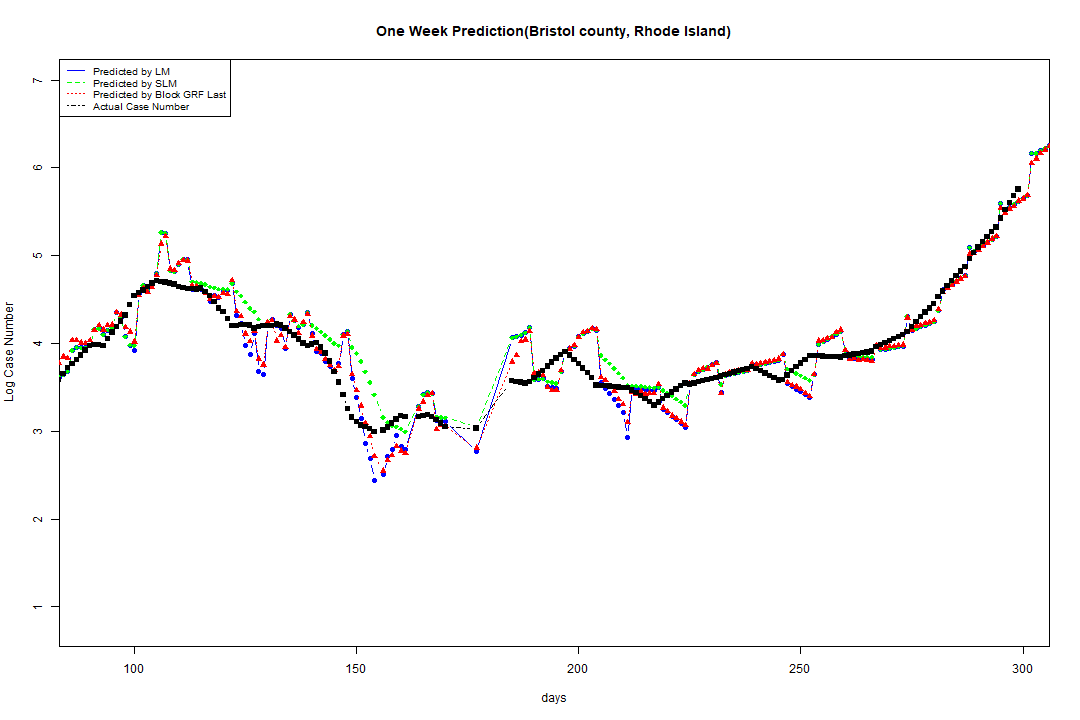 One Week Prediction(Bristol county, Rhode Island)
Predicted by LM
Predicted by SLM
Predicted by Block GRF Last
Actual Case Number
Log Case Number
7
6
5
4
3
2
1
100 150 200 250 300
days